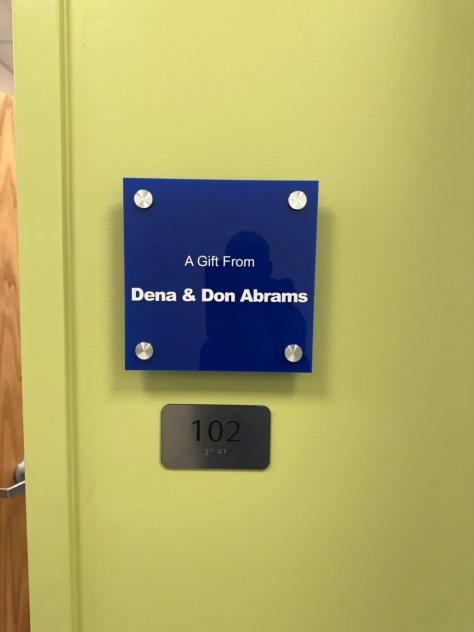 A Gift From
Dena & Don Abrams
102